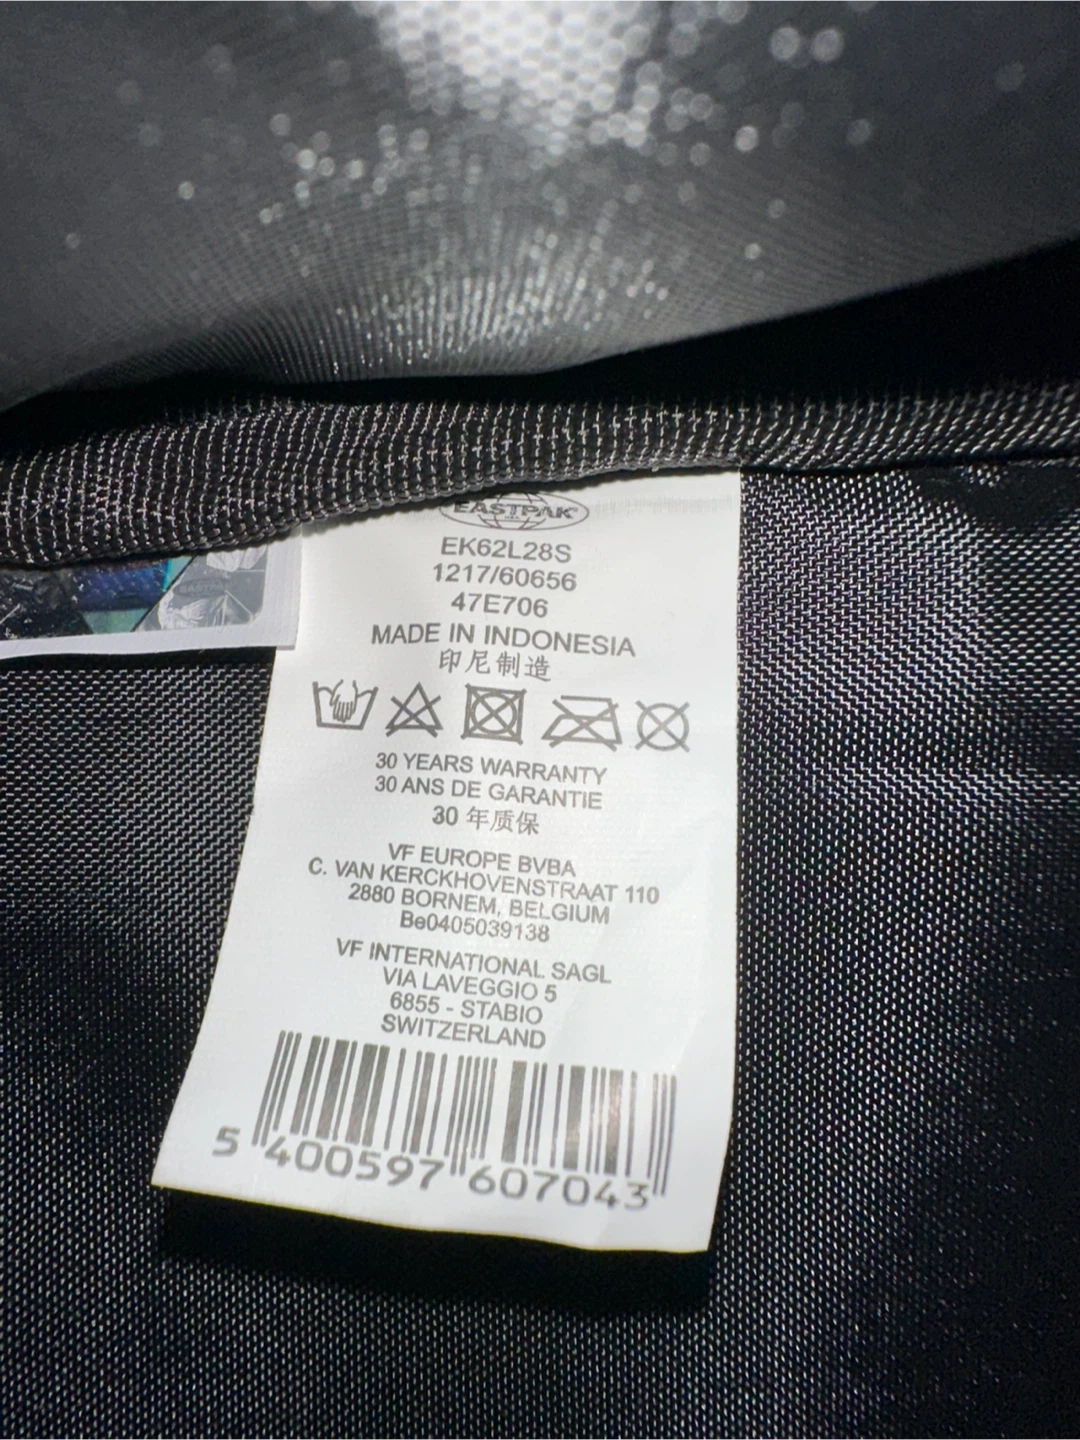 EASTPAK®
EK62L28S
1217/60656
47E706
MADE IN INDONESIA
印尼制造
30 YEARS WARRANTY
30 ANS DE GARANTIE
30 年质保
VF EUROPE BVBA
C. VAN KERCKHOVENSTRAAT 110
2880 BORNEM, BELGIUM
Be0405039138
VF INTERNATIONAL SAGL
VIA LAVEGGIO 5
6855 - STABIO
SWITZERLAND
5 400597 607043